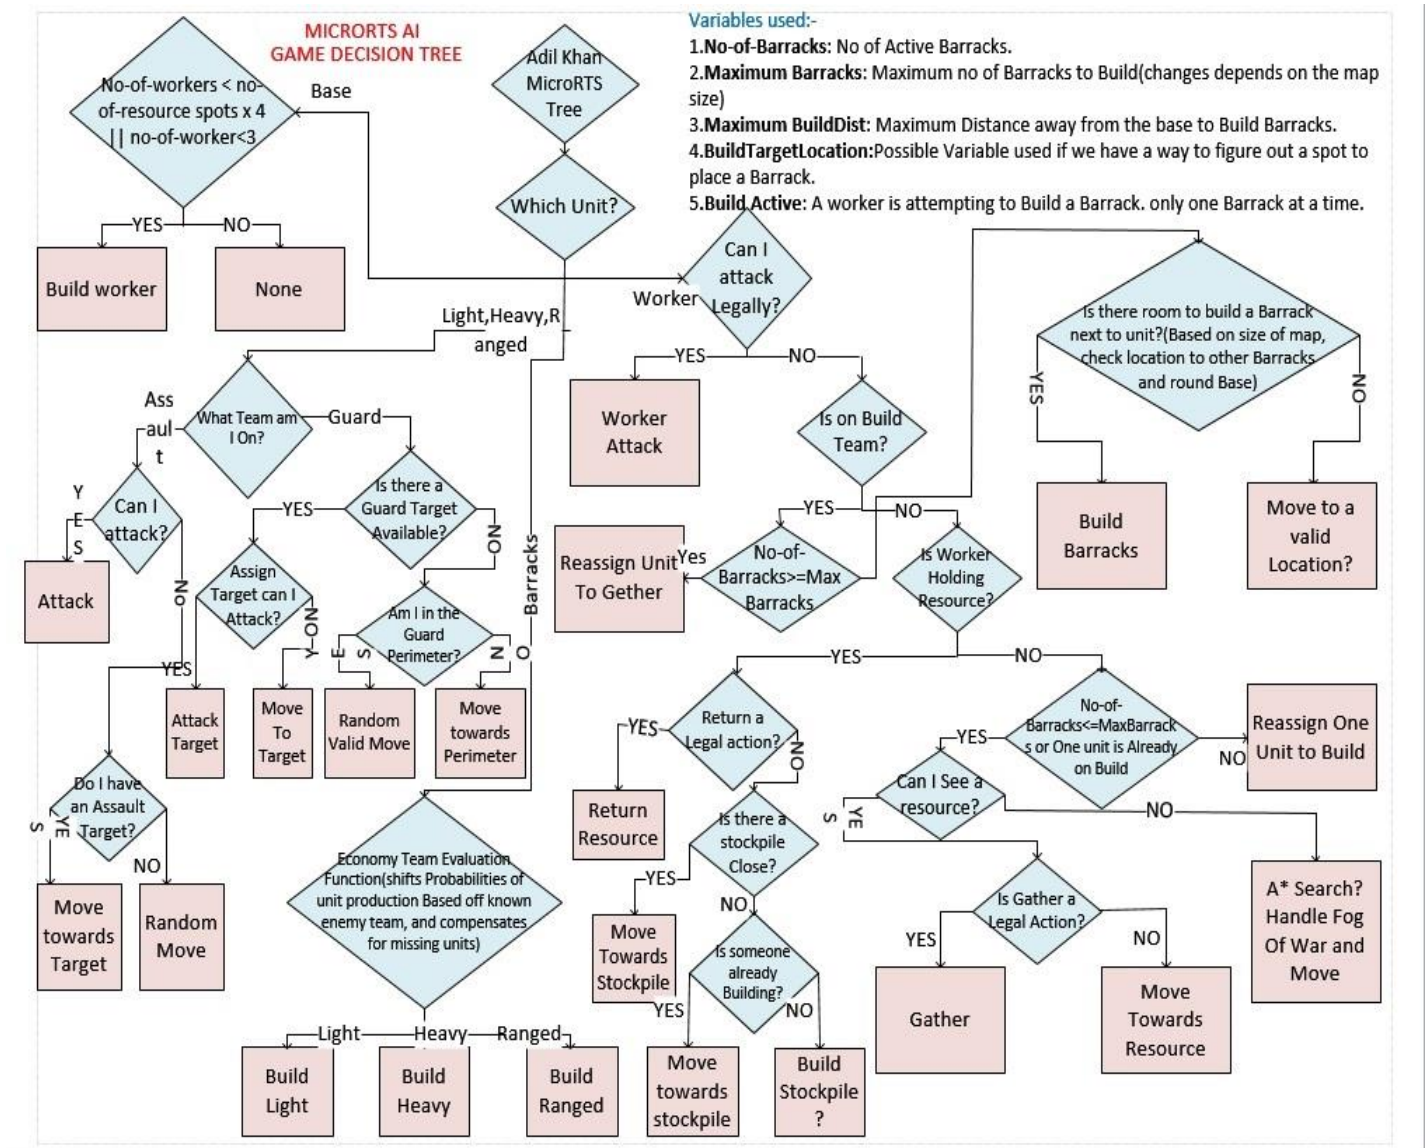 MICRORTS AI
GAME DECISION TREE
Variables used:-
1.No-of-Barracks: No of Active Barracks.
2.Maximum Barracks: Maximum no of Barracks to Build(changes depends on the map
size)
3.Maximum BuildDist: Maximum Distance away from the base to Build Barracks.
4.BuildTargetLocation:Possible Variable used if we have a way to figure out a spot to
place a Barrack.
5.Build Active: A worker is attempting to Build a Barrack. only one Barrack at a time.
Adil Khan
MicroRTS
Tree
Which Unit?
Base
No-of-workers < no-
of-resource spots x 4
|| no-of-worker<3
YES
NO
Build worker
None
Worker
Can I
attack
Legally?
YES
NO
Worker
Attack
Is on Build
Team?
YES
NO
No-of-
Barracks>=Max
Barracks
Yes
Reassign Unit
To Gether
Is there room to build a Barrack
next to unit?(Based on size of map,
check location to other Barracks
and round Base)
YES
NO
Build
Barracks
Move to a
valid
Location?
Is Worker
Holding
Resource?
YES
NO
Return a
Legal action?
YES
NO
Return
Resource
Is there a
stockpile
Close?
YES
NO
Move
Towards
Stockpile
Is someone
already
Building?
YES
NO
Move
towards
stockpile
Build
Stockpile
?
No-of-
Barracks<=MaxBarrack
s or One unit is Already
on Build
YES
NO
Reassign One
Unit to Build
Can I See a
resource?
YE
S
NO
A* Search?
Handle Fog
Of War and
Move
Is Gather a
Legal Action?
YES
NO
Gather
Move
Towards
Resource
Light,Heavy,R
anged
What Team am
I On?
Ass
aul
t
Guard
Can I
attack?
Y
E
S
No
Attack
Do I have
an Assault
Target?
YE
S
NO
Move
towards
Target
Random
Move
Is there a
Guard Target
Available?
YES
NO
Assign
Target can I
Attack?
YES
NO
Y
Attack
Target
Move
To
Target
Am I in the
Guard
Perimeter?
E
S
N
O
Random
Valid Move
Move
towards
Perimeter
Barracks
Economy Team Evaluation
Function(shifts Probabilities of
unit production Based off known
enemy team, and compensates
for missing units)
Light
Heavy
Ranged
Build
Light
Build
Heavy
Build
Ranged